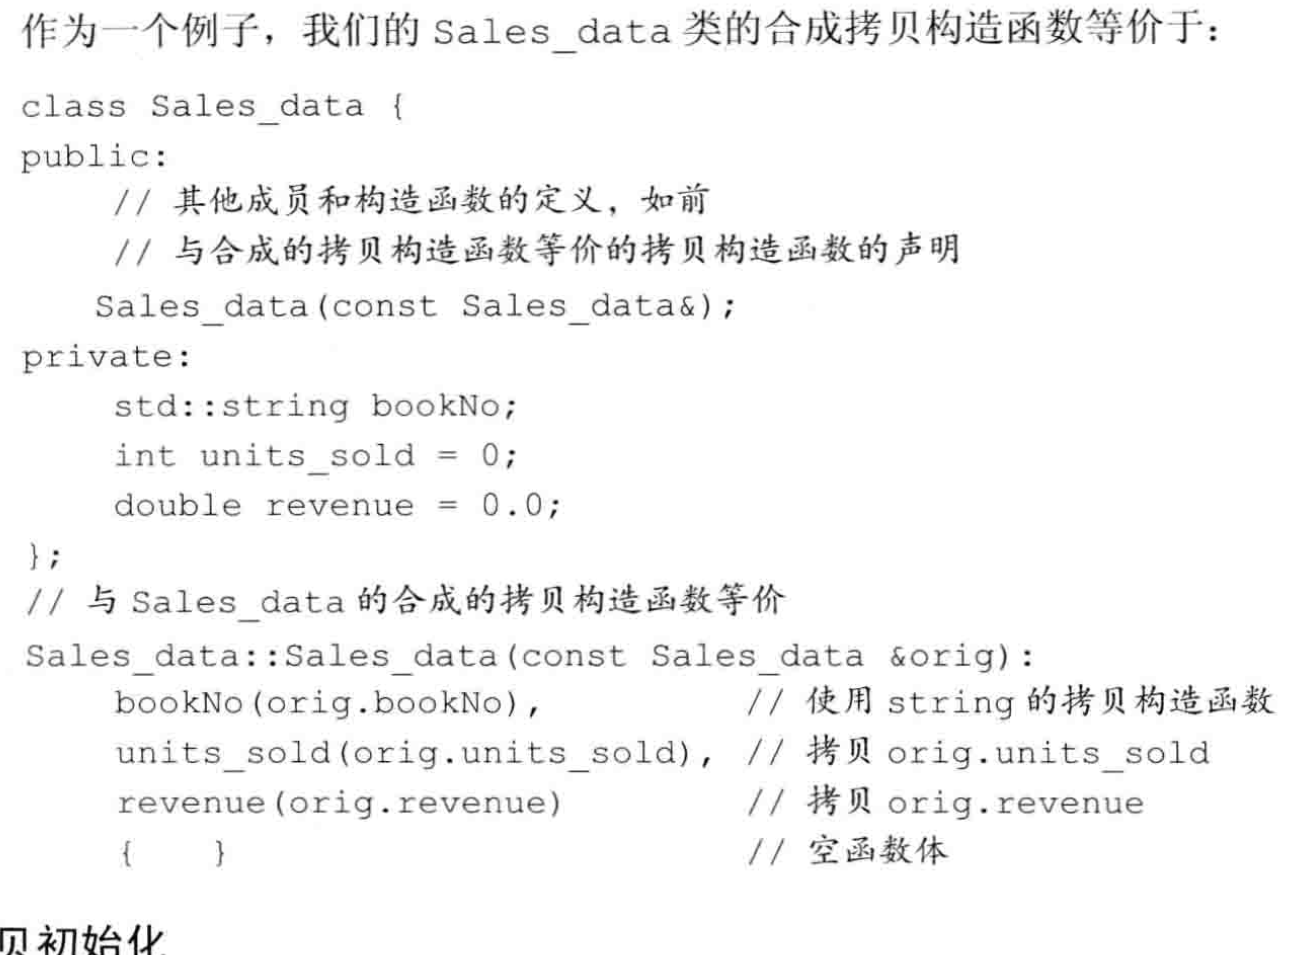 作为一个例子，我们的 Sales_data 类的合成拷贝构造函数等价于：
class Sales_data {
public:
    // 其他成员和构造函数的定义，如前
    // 与合成的拷贝构造函数等价的拷贝构造函数的声明
   Sales_data(const Sales_data&);
private:
    std::string bookNo;
    int units_sold = 0;
    double revenue = 0.0;
};
// 与 Sales_data 的合成的拷贝构造函数等价
Sales_data::Sales_data(const Sales_data &orig):
    bookNo(orig.bookNo),         // 使用 string 的拷贝构造函数
    units_sold(orig.units_sold), // 拷贝 orig.units_sold
    revenue(orig.revenue)        // 拷贝 orig.revenue
    {   }                        // 空函数体
贝初始化